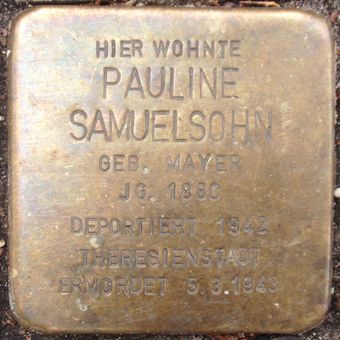 HIER WOHNTE
PAULINE
SAMUELSOHN
GEB. MAYER
JG. 1880
DEPORTIERT 1942
THERESIENSTADT
ERMORDET 5.3.1943